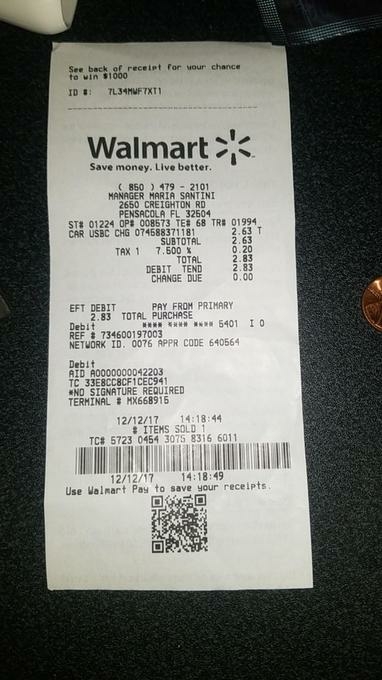 See back of receipt for your chance
to win $1000
ID #: 7L34MWF7XT1
Walmart
Save money. Live better.
( 850 ) 479 - 2101
MANAGER MARIA SANTINI
2650 CREIGHTON RD
PENSACOLA FL 32504
ST# 01224 OP# 008573 TE# 68 TR# 01994
CAR USBC CHG 074588371181 2.63 T
SUBTOTAL 2.63
TAX 1 7.500 % 0.20
TOTAL 2.83
DEBIT TEND 2.83
CHANGE DUE 0.00
EFT DEBIT PAY FROM PRIMARY
2.83 TOTAL PURCHASE
Debit **** **** **** 5401 I 0
REF # 734600197003
NETWORK ID. 0076 APPR CODE 640564
Debit
AID A0000000042203
TC 33E8CC8CF1CEC941
*NO SIGNATURE REQUIRED
TERMINAL # MX668915
12/12/17 14:18:44
# ITEMS SOLD 1
TC# 5723 0454 3075 8316 6011
12/12/17 14:18:49
Use Walmart Pay to save your receipts.